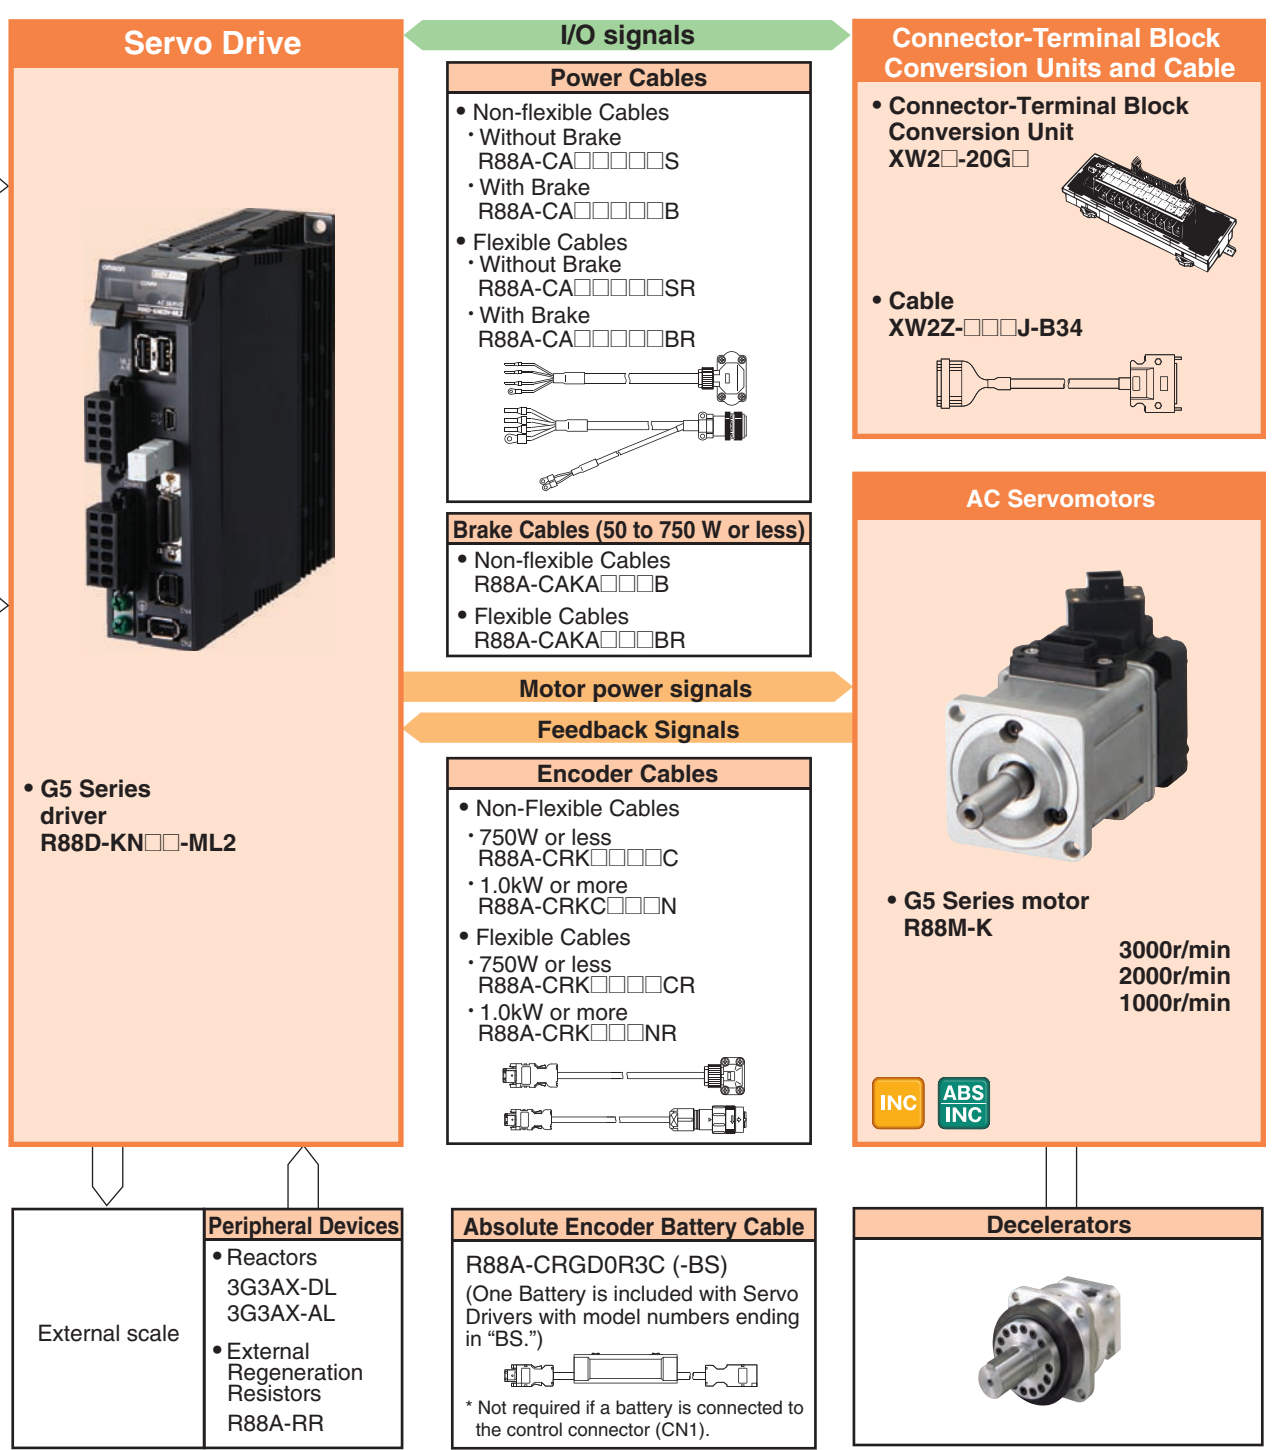 Servo Drive
• G5 Series
driver
R88D-KN□□-ML2
I/O signals
Power Cables
• Non-flexible Cables
・Without Brake
R88A-CA□□□□□S
・With Brake
R88A-CA□□□□□B
• Flexible Cables
・Without Brake
R88A-CA□□□□□SR
・With Brake
R88A-CA□□□□□BR
Brake Cables (50 to 750 W or less)
• Non-flexible Cables
R88A-CAKA□□□B
• Flexible Cables
R88A-CAKA□□□BR
Motor power signals
Feedback Signals
Encoder Cables
• Non-Flexible Cables
・750W or less
R88A-CRK□□□□C
・1.0kW or more
R88A-CRKC□□□N
• Flexible Cables
・750W or less
R88A-CRK□□□□CR
・1.0kW or more
R88A-CRK□□□NR
Connector-Terminal Block
Conversion Units and Cable
• Connector-Terminal Block
Conversion Unit
XW2□-20G□
• Cable
XW2Z-□□□J-B34
AC Servomotors
• G5 Series motor
R88M-K
3000r/min
2000r/min
1000r/min
INC
ABS
INC
External scale
Peripheral Devices
• Reactors
3G3AX-DL
3G3AX-AL
• External
Regeneration
Resistors
R88A-RR
Absolute Encoder Battery Cable
R88A-CRGD0R3C (-BS)
(One Battery is included with Servo
Drivers with model numbers ending
in “BS.”)
* Not required if a battery is connected to
the control connector (CN1).
Decelerators